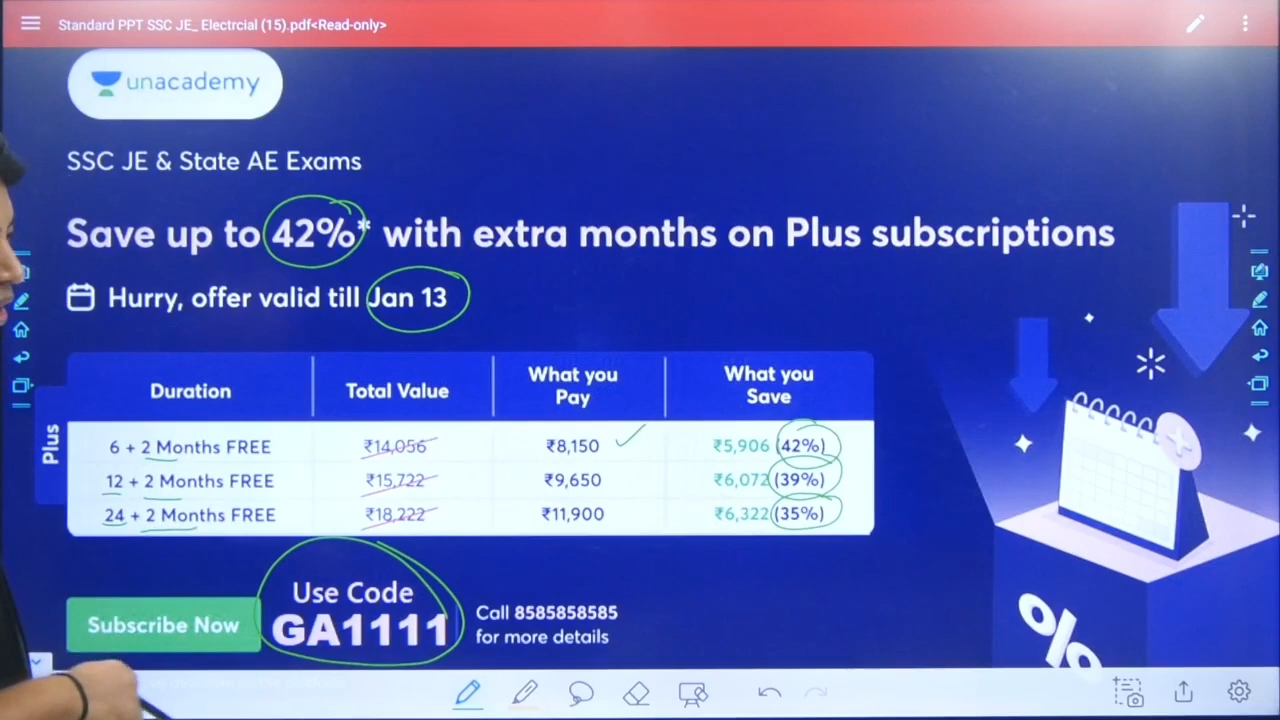 Standard PPT SSC JE_ Electrcial (15).pdf<Read-only>
unacademy
SSC JE & State AE Exams
Save up to 42%* with extra months on Plus subscriptions
Hurry, offer valid till Jan 13
Plus
Duration Total Value What you Pay What you Save
6 + 2 Months FREE ₹14,056 ₹8,150 ₹5,906 (42%)
12 + 2 Months FREE ₹15,722 ₹9,650 ₹6,072 (39%)
24 + 2 Months FREE ₹18,222 ₹11,900 ₹6,322 (35%)
Subscribe Now
Use Code
GA1111
Call 8585858585
for more details
%